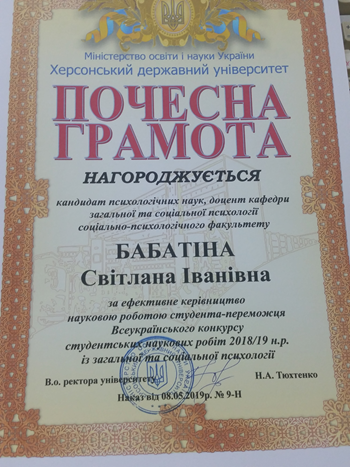 Міністерство освіти і науки України
Херсонський державний університет
ПОЧЕСНА
ГРАМОТА
НАГОРОДЖУЄТЬСЯ
кандидат психологічних наук, доцент кафедри
загальної та соціальної психології
соціально-психологічного факультету
БАБАТІНА
Світлана Іванівна
за ефективне керівництво
науковою роботою студента-переможця
Всеукраїнського конкурсу
студентських наукових робіт 2018/19 н.р.
із загальної та соціальної психології
В.о. ректора університету
Н.А. Тюхтенко
Наказ від 08.05.2019р. № 9-Н